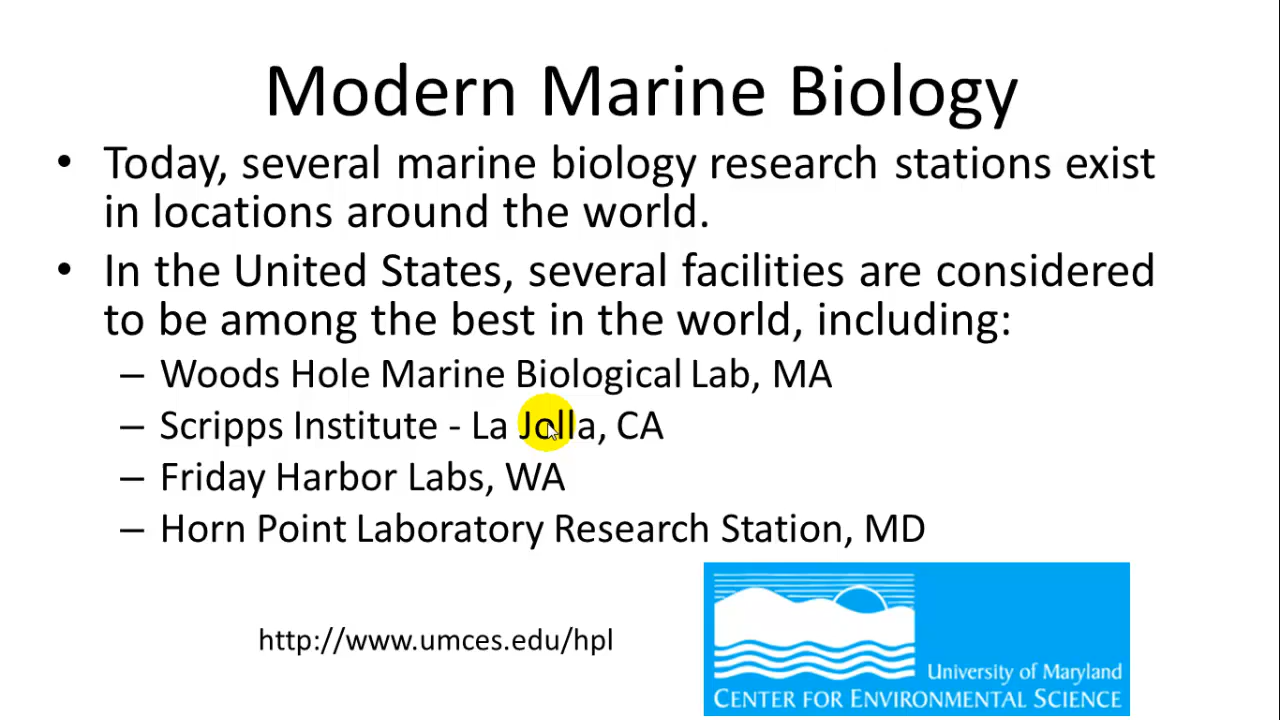 Modern Marine Biology
• Today, several marine biology research stations exist
in locations around the world.
• In the United States, several facilities are considered
to be among the best in the world, including:
– Woods Hole Marine Biological Lab, MA
– Scripps Institute - La Jolla, CA
– Friday Harbor Labs, WA
– Horn Point Laboratory Research Station, MD
http://www.umces.edu/hpl
University of Maryland
CENTER FOR ENVIRONMENTAL SCIENCE